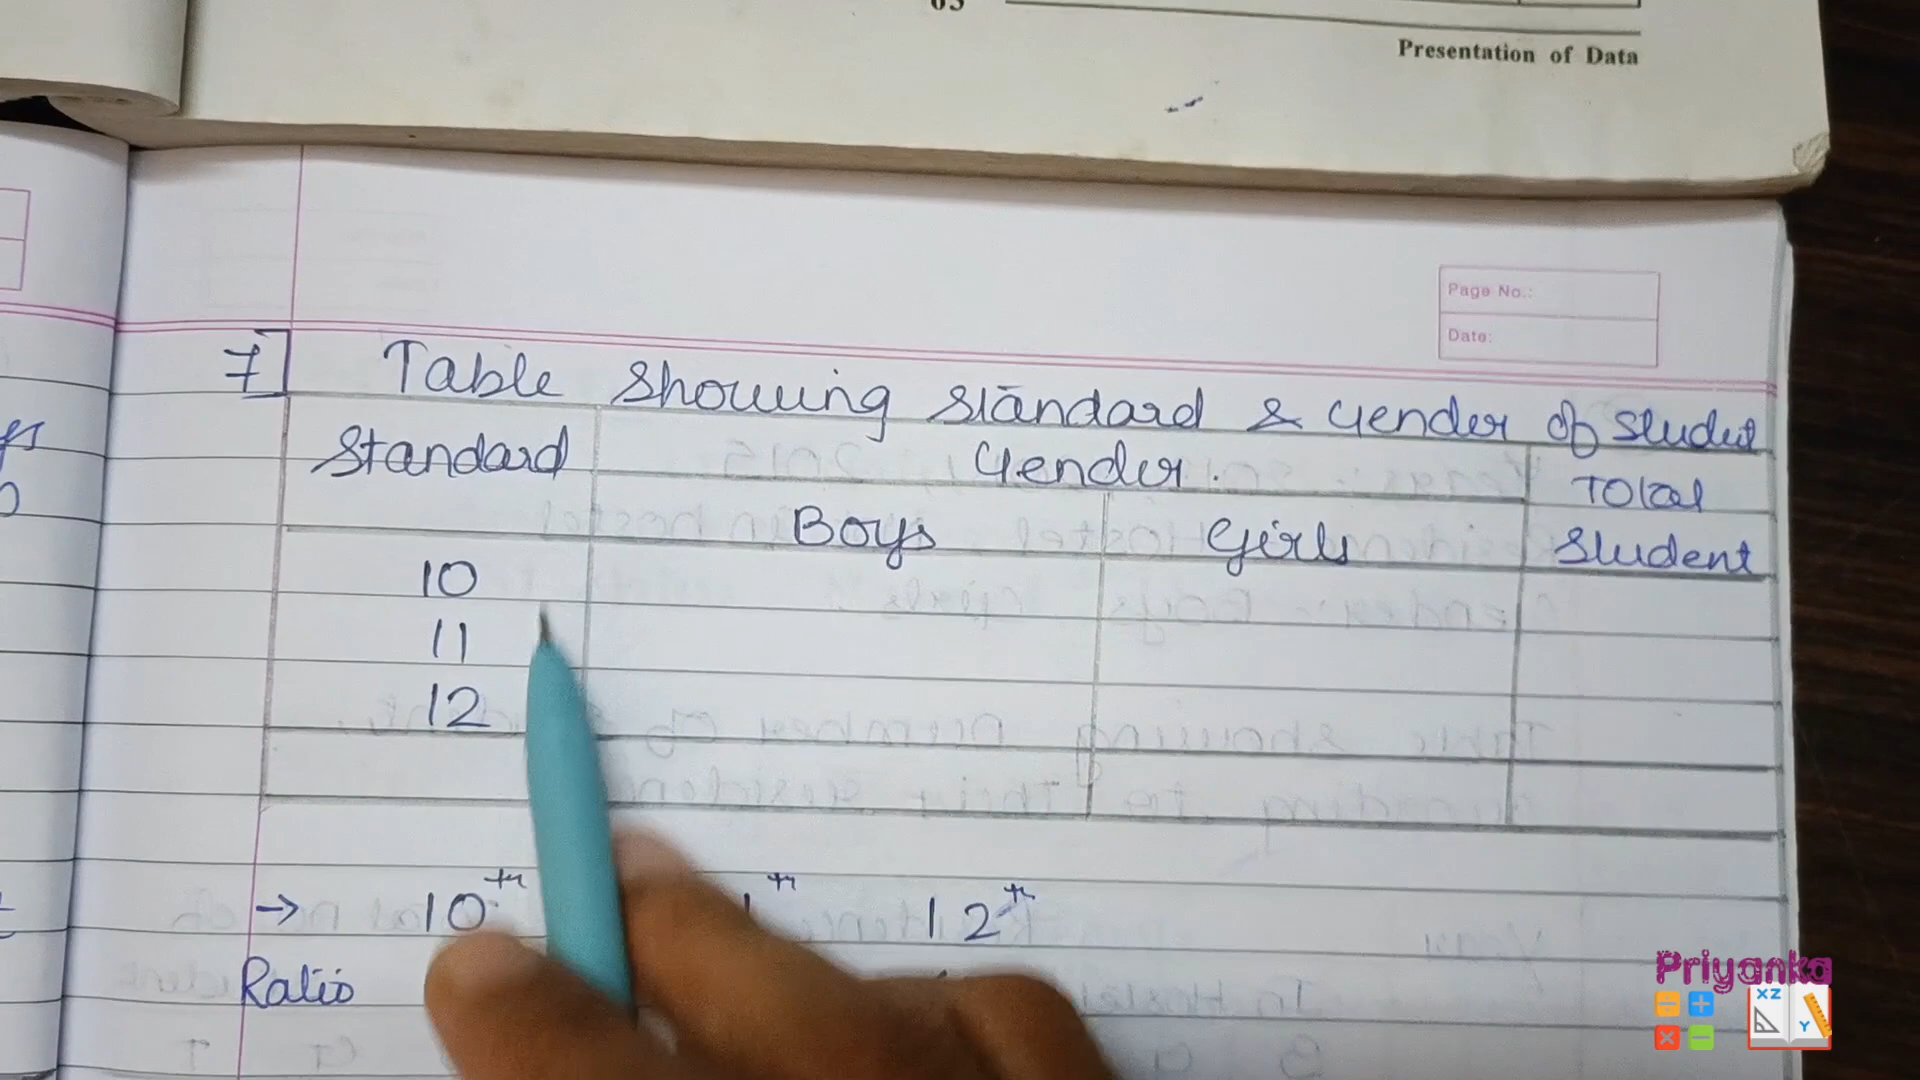 Presentation of Data
Page No.:
Date:
7] Table showing standard & Gender of student
Standard Gender Total
Boys Girls student
10
11
12
→ 10th 12th
Ratio
Priyanka
XZ
Y